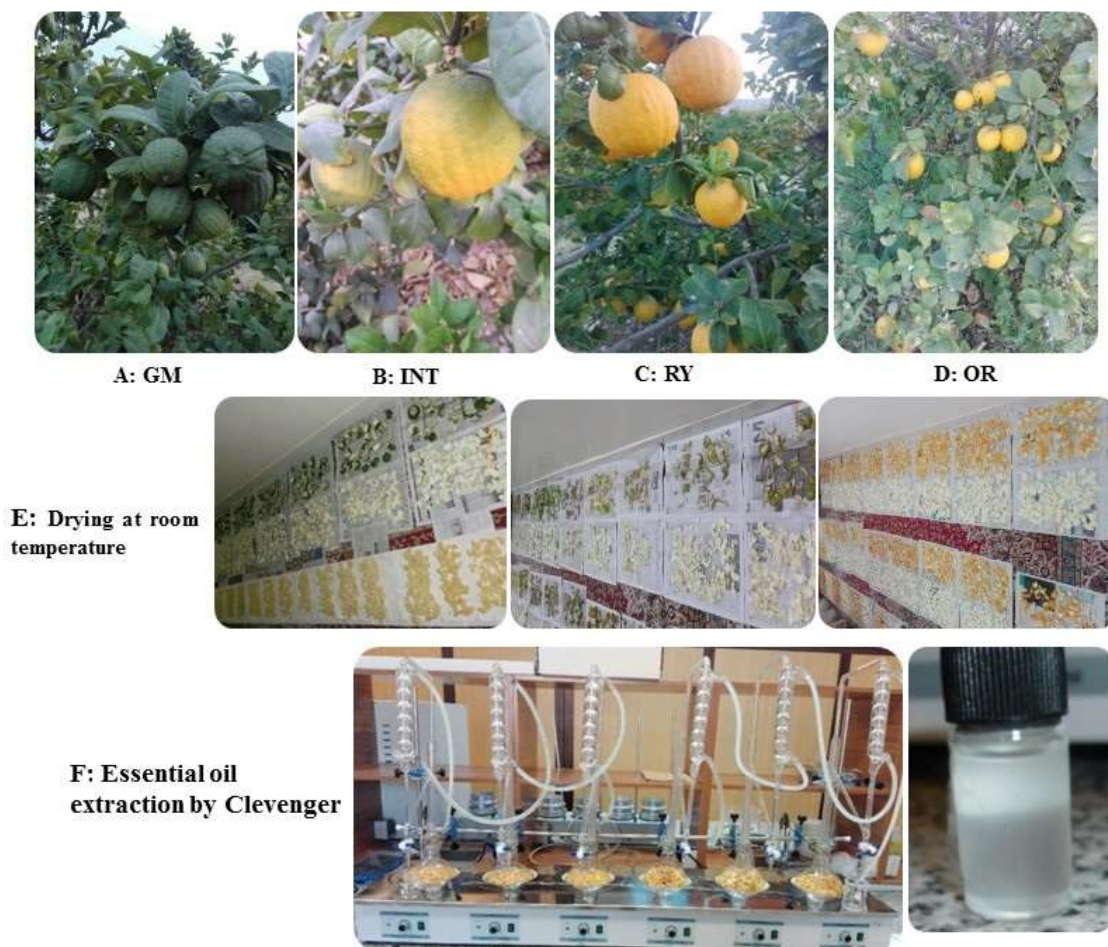 A: GM
B: INT
C: RY
D: OR
E: Drying at room
temperature
F: Essential oil
extraction by Clevenger